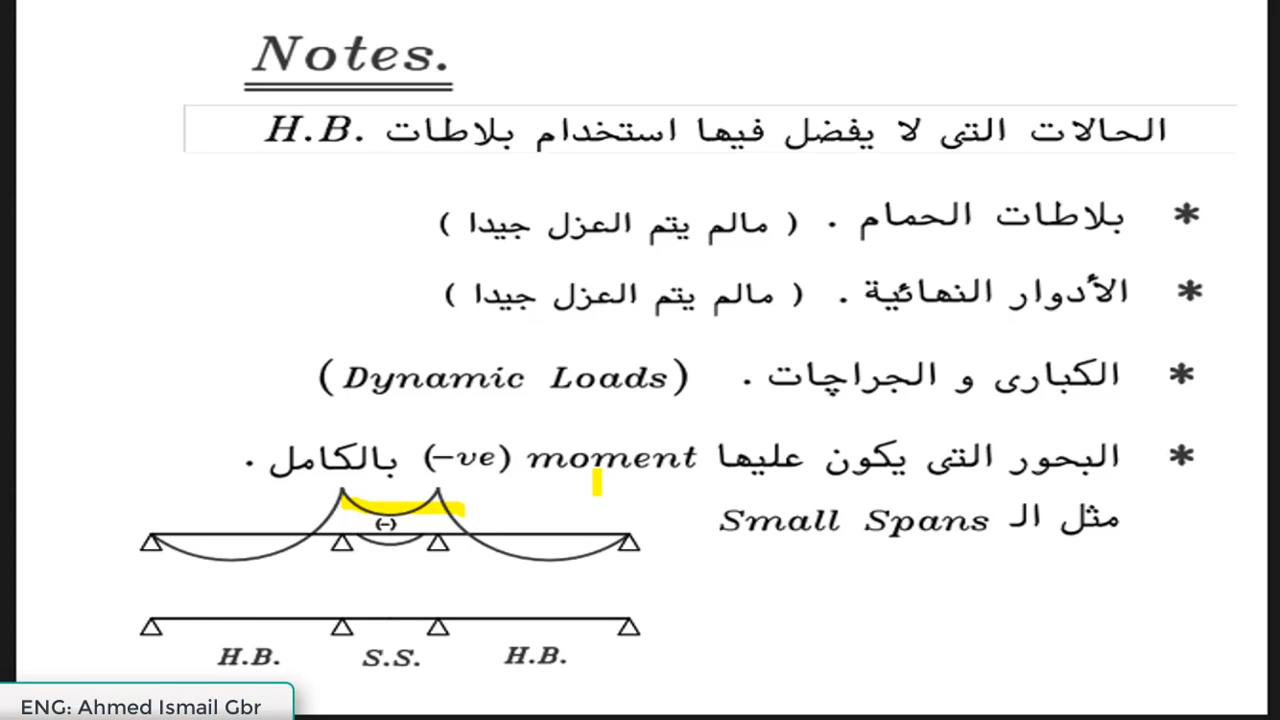 Notes.
الحالات التى لا يفضل فيها استخدام بلاطات H.B.
* بلاطات الحمام . ( مالم يتم العزل جيدا )
* الأدوار النهائية . ( مالم يتم العزل جيدا )
* الكبارى و الجراچات . (Dynamic Loads)
* البحور التى يكون عليها moment (-ve) بالكامل .
مثل الـ Small Spans
(-)
H.B. S.S. H.B.
ENG: Ahmed Ismail Gbr